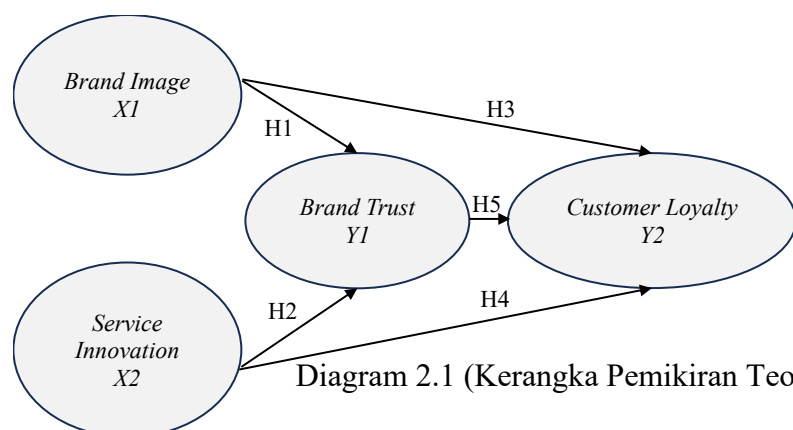 Brand Image
X1
H3
H1
Brand Trust
Y1
H5
Customer Loyalty
Y2
H2
H4
Service
Innovation
X2
Diagram 2.1 (Kerangka Pemikiran